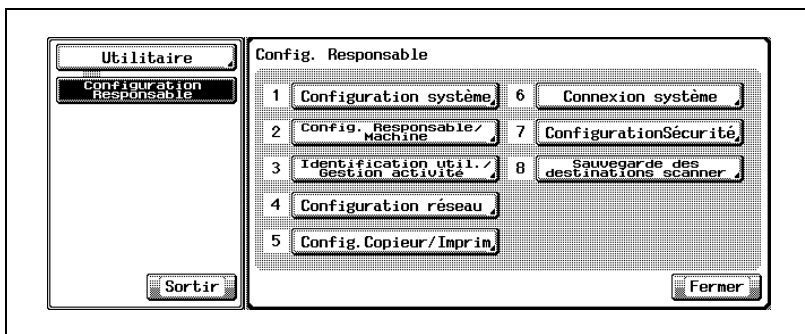 Utilitaire
Configuration
Responsable
Sortir
Config. Responsable
1 Configuration système
2 Config. Responsable/
Machine
3 Identification util./
Gestion activité
4 Configuration réseau
5 Config.Copieur/Imprim
6 Connexion système
7 ConfigurationSécurité
8 Sauvegarde des
destinations scanner
Fermer